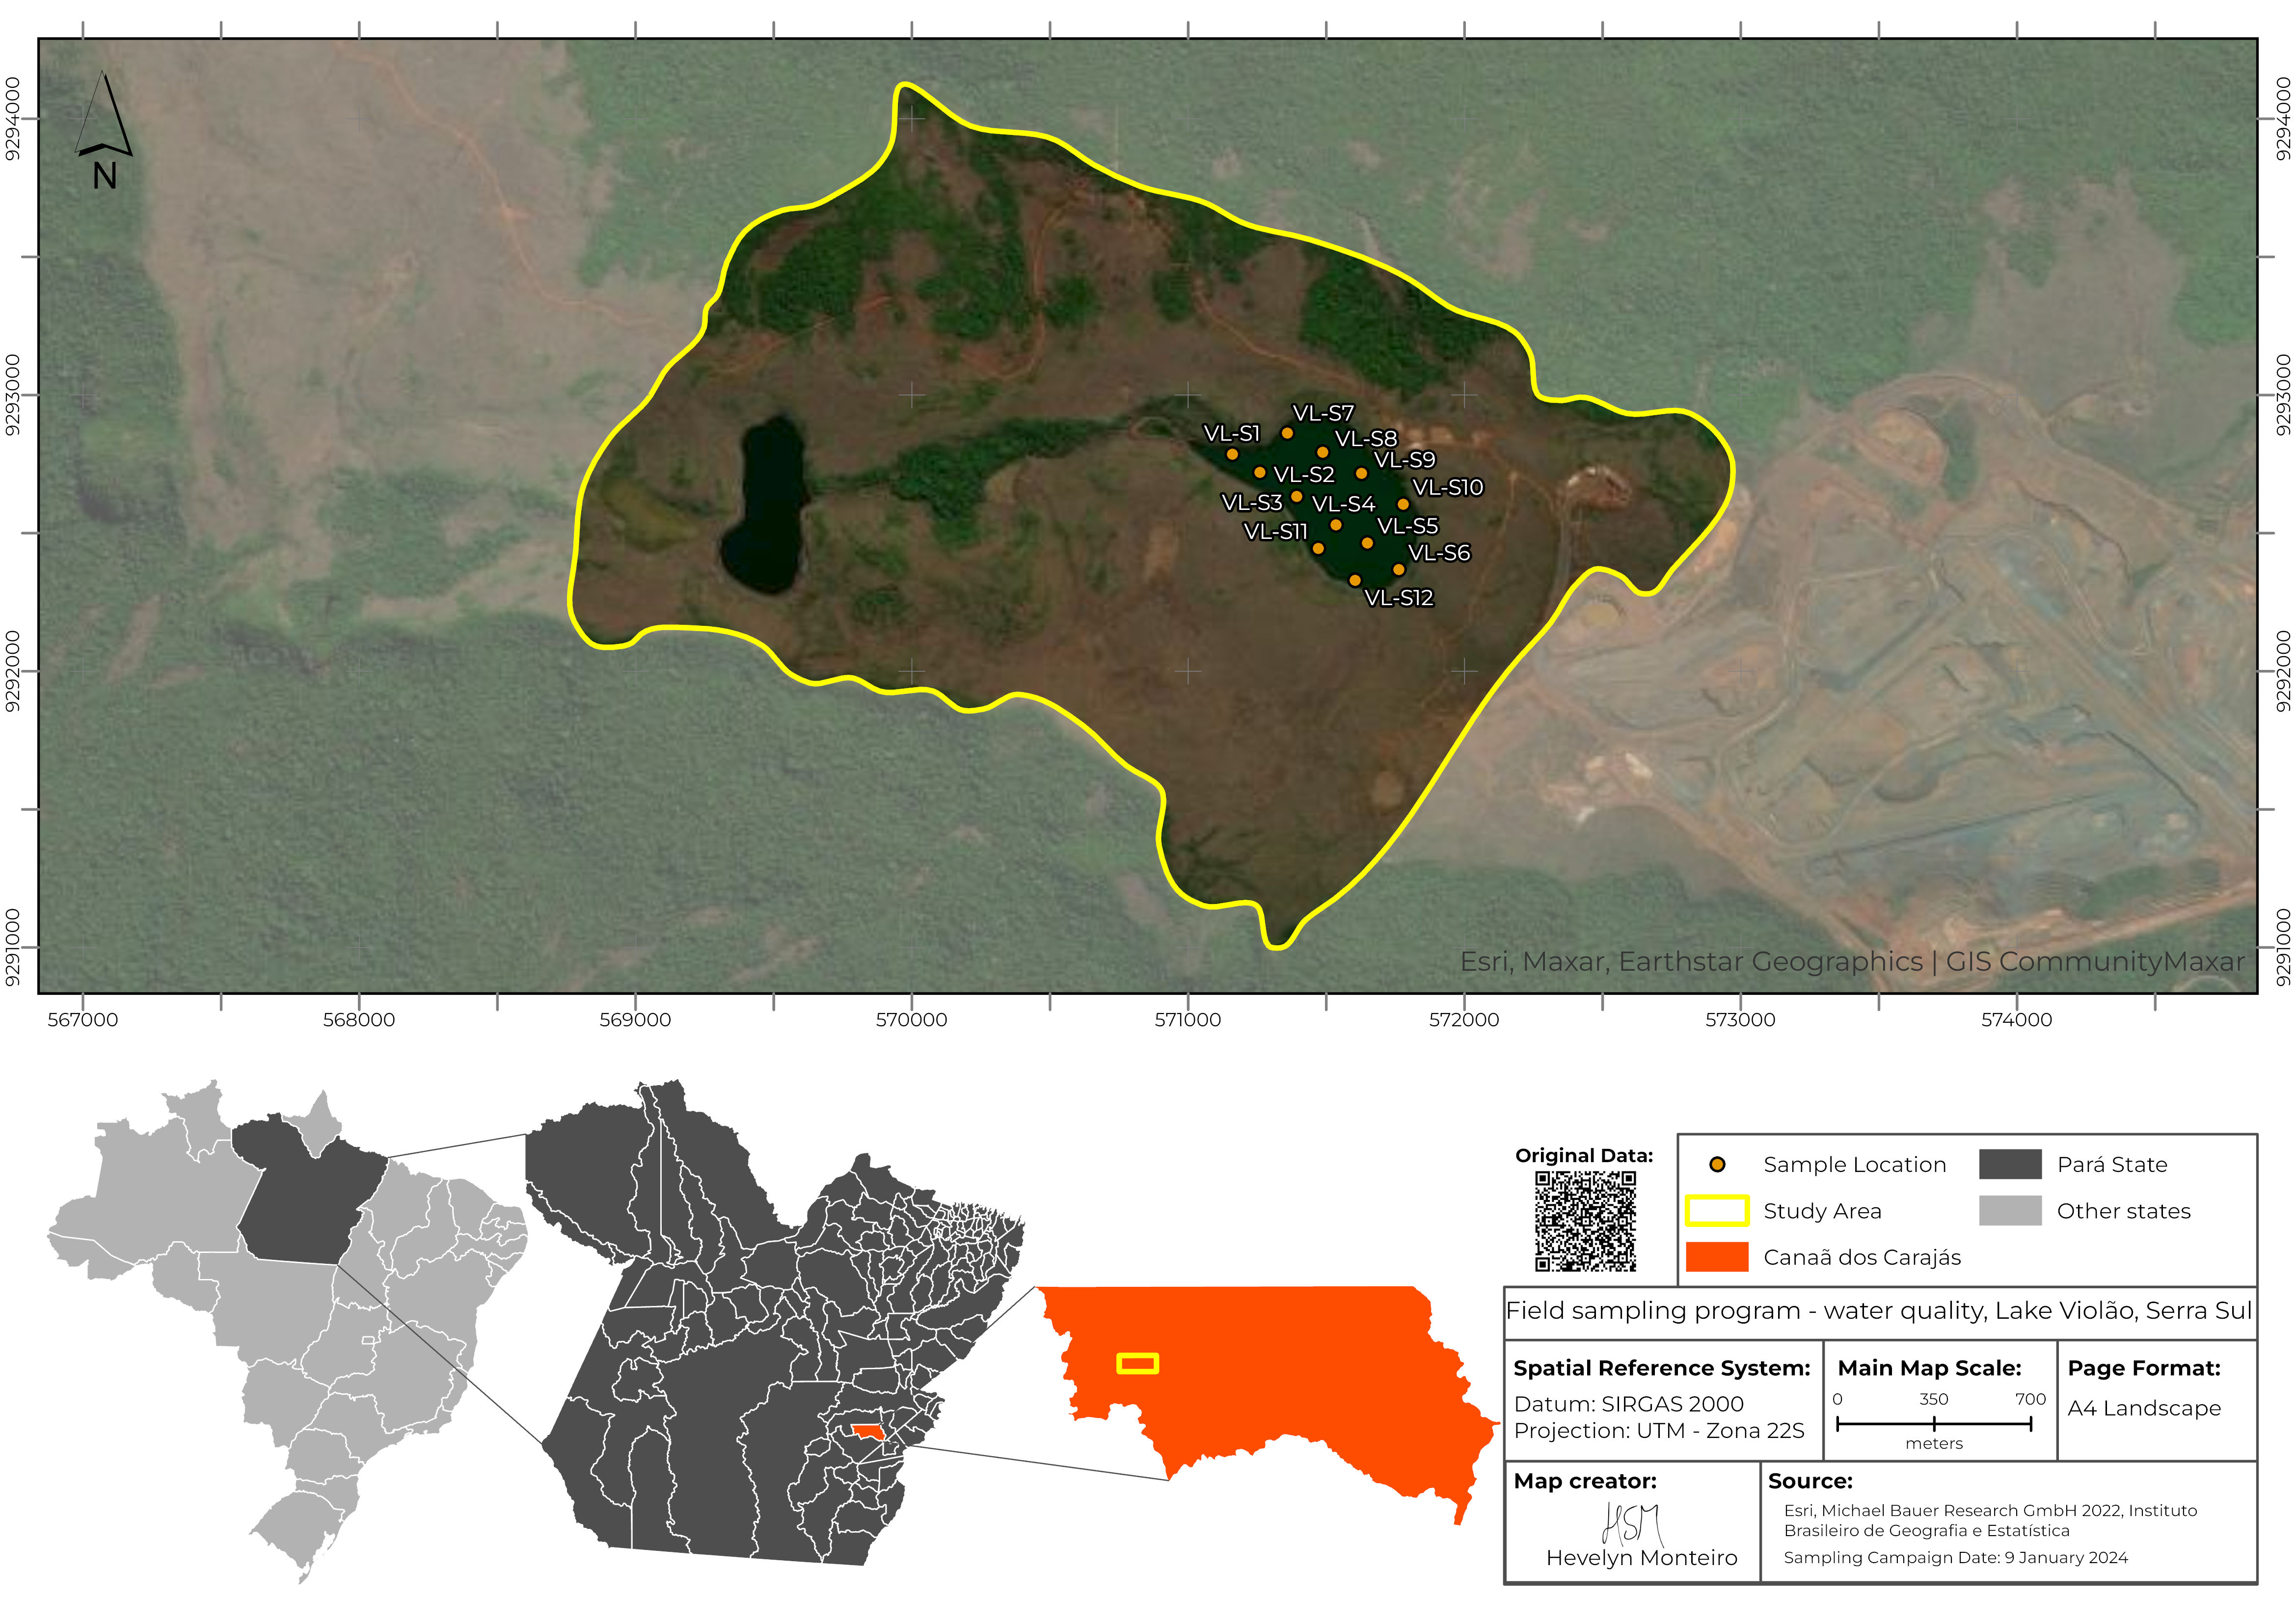 9294000
9294000
N
9293000
9293000
VL-S7
VL-S1
VL-S8
VL-S9
VL-S2
VL-S10
VL-S3
VL-S4
VL-S5
VL-S11
VL-S6
VL-S12
9292000
9292000
9291000
9291000
Esri, Maxar, Earthstar Geographics | GIS CommunityMaxar
567000
568000
569000
570000
571000
572000
573000
574000
Original Data:
Sample Location
Pará State
Study Area
Other states
Canaã dos Carajás
Field sampling program - water quality, Lake Violão, Serra Sul
Spatial Reference System:
Datum: SIRGAS 2000
Projection: UTM - Zona 22S
Main Map Scale:
0 350 700
meters
Page Format:
A4 Landscape
Map creator:
HSM
Hevelyn Monteiro
Source:
Esri, Michael Bauer Research GmbH 2022, Instituto
Brasileiro de Geografia e Estatística
Sampling Campaign Date: 9 January 2024